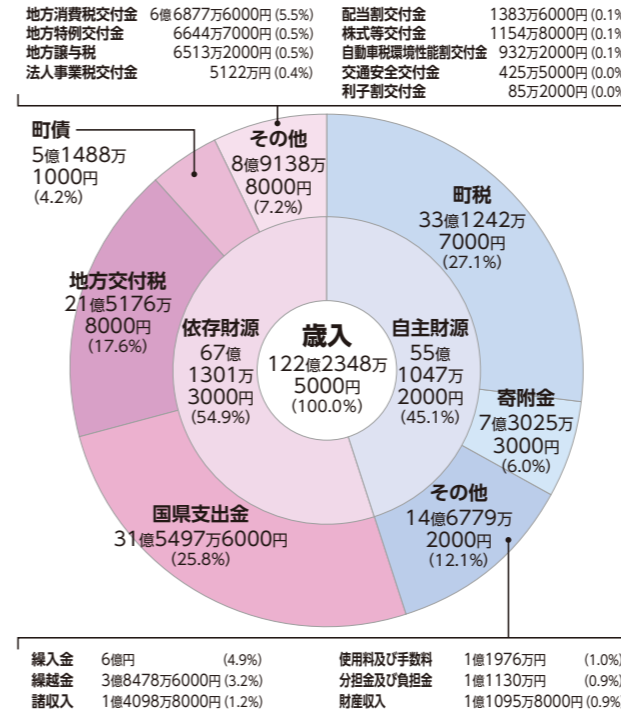 地方消費税交付金 6億6877万6000円 (5.5%)
地方特例交付金 6644万7000円 (0.5%)
地方譲与税 6513万2000円 (0.5%)
法人事業税交付金 5122万円 (0.4%)
配当割交付金 1383万6000円 (0.1%
株式等交付金 1154万8000円 (0.1%
自動車税環境性能割交付金 932万2000円 (0.1%
交通安全交付金 425万5000円 (0.0%
利子割交付金 85万2000円 (0.0%
町債
5億1488万
1000円
(4.2%)
その他
8億9138万
8000円
(7.2%)
町税
33億1242万
7000円
(27.1%)
地方交付税
21億5176万
8000円
(17.6%)
依存財源
67億
1301万
3000円
(54.9%)
歳入
122億2348万
5000円
(100.0%)
自主財源
55億
1047万
2000円
(45.1%)
寄附金
7億3025万
3000円
(6.0%)
その他
14億6779万
2000円
(12.1%)
国県支出金
31億5497万6000円
(25.8%)
繰入金 6億円 (4.9%)
繰越金 3億8478万6000円 (3.2%)
諸収入 1億4098万8000円 (1.2%)
使用料及び手数料 1億1976万円 (1.0%)
分担金及び負担金 1億1130万円 (0.9%)
財産収入 1億1095万8000円 (0.9%